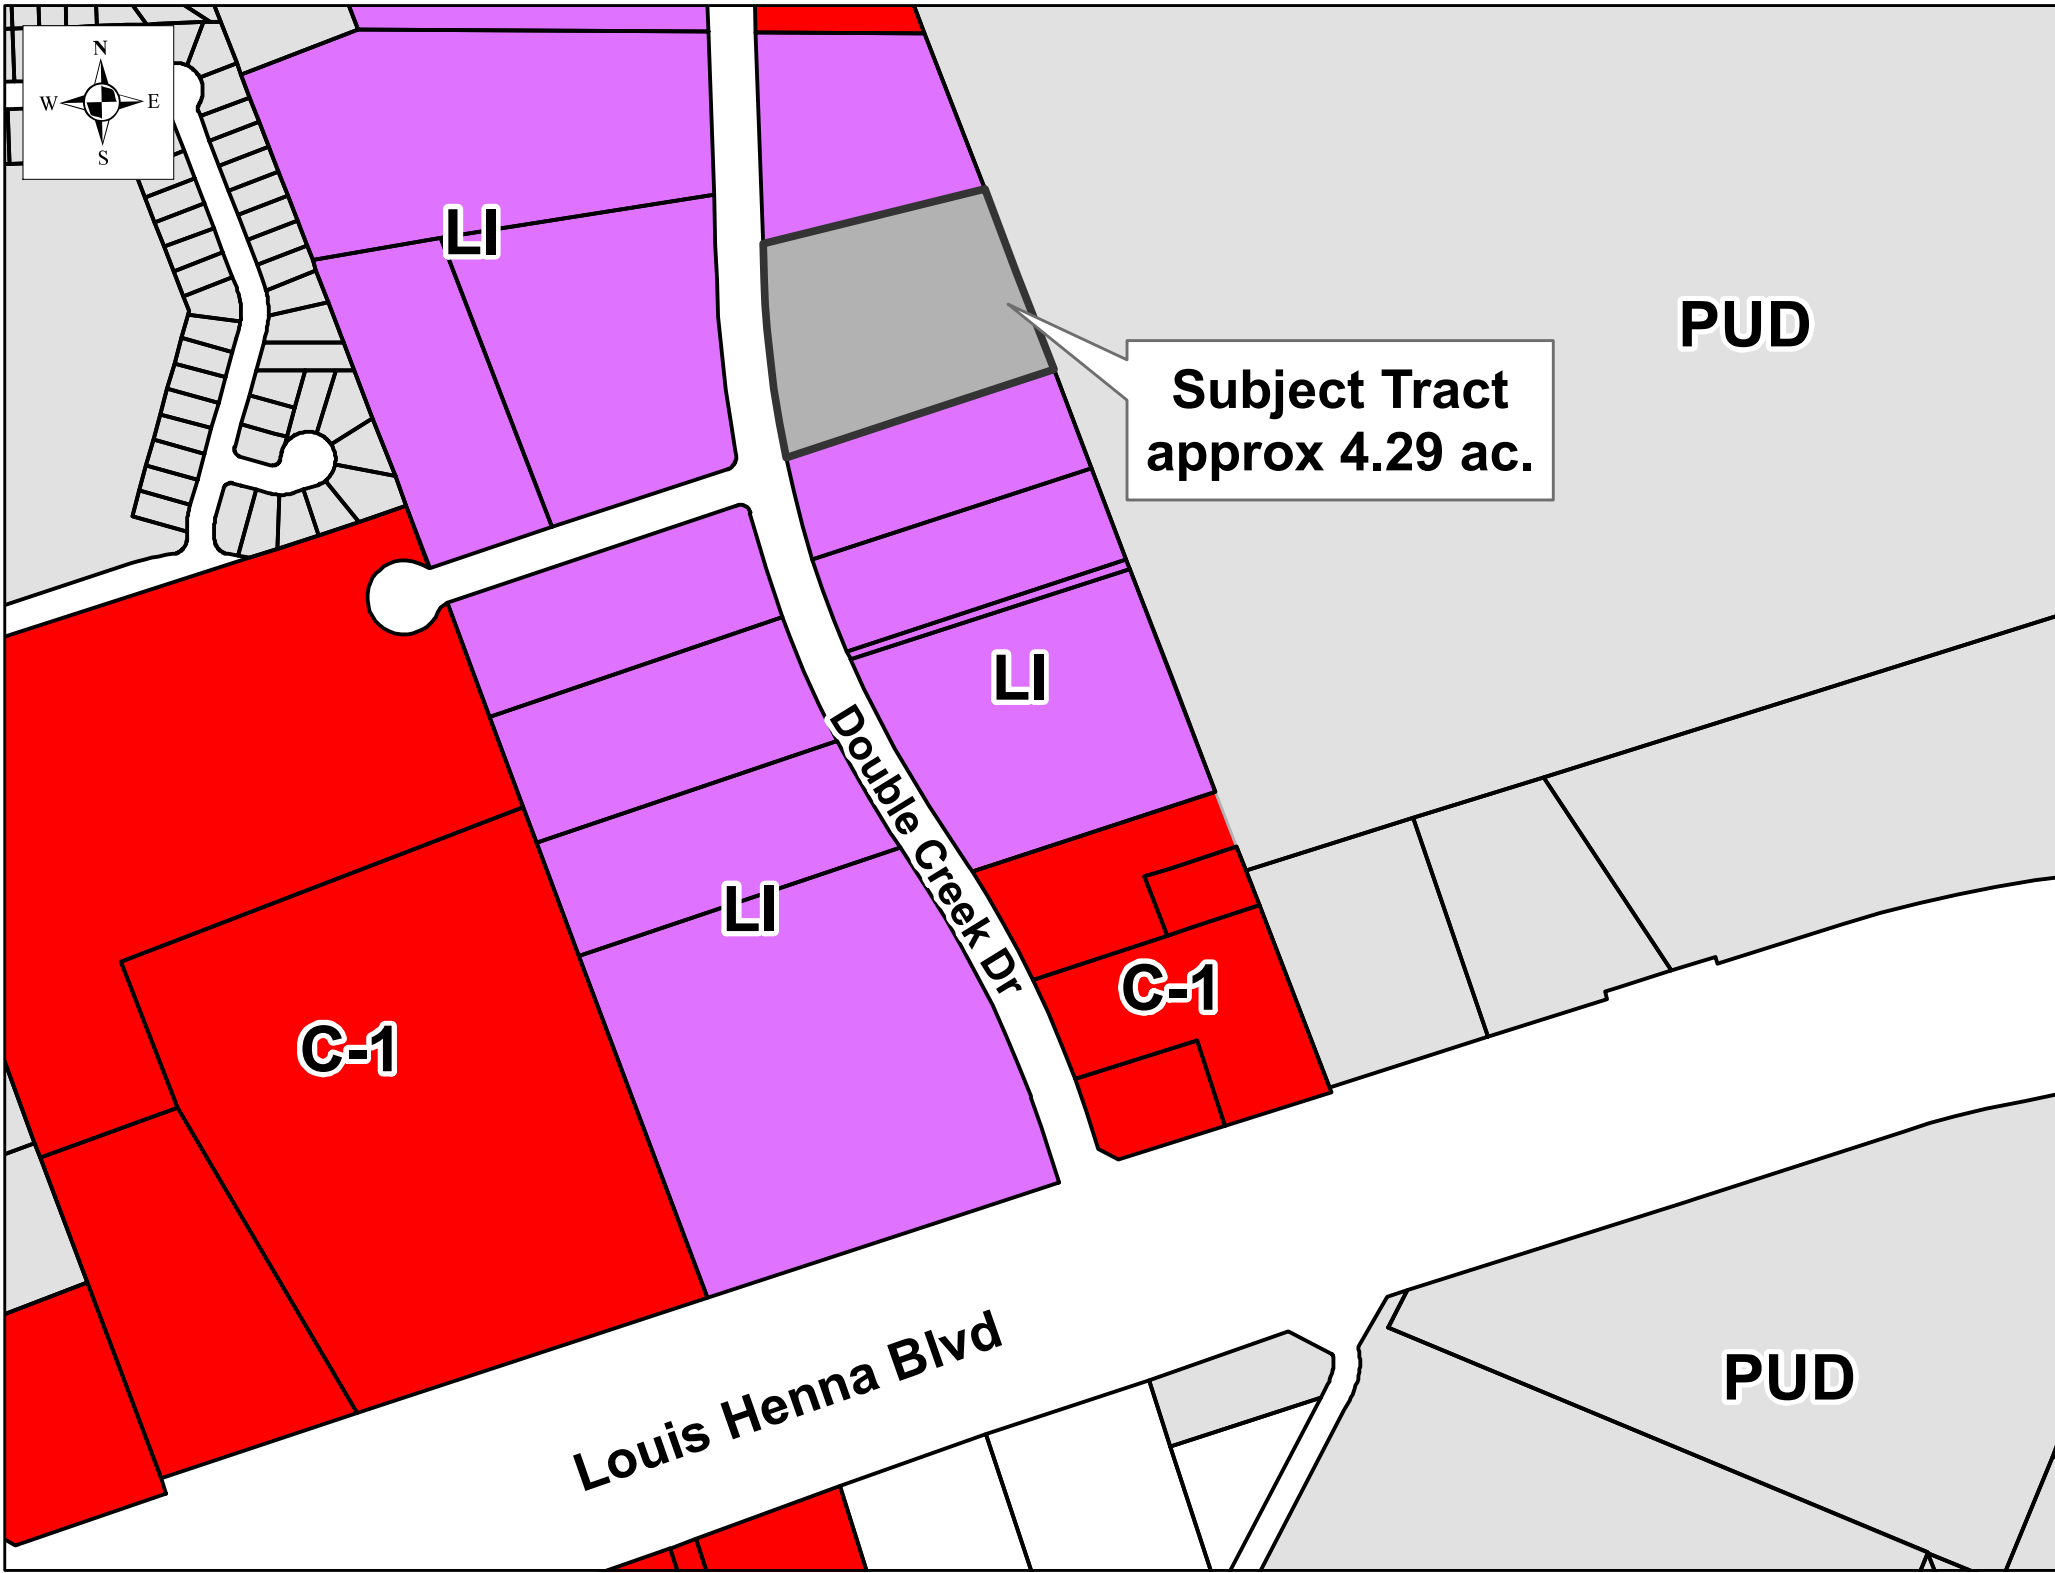 N
W E
S
LI
PUD
Subject Tract
approx 4.29 ac.
LI
Double Creek Dr
LI
C-1
C-1
Louis Henna Blvd
PUD